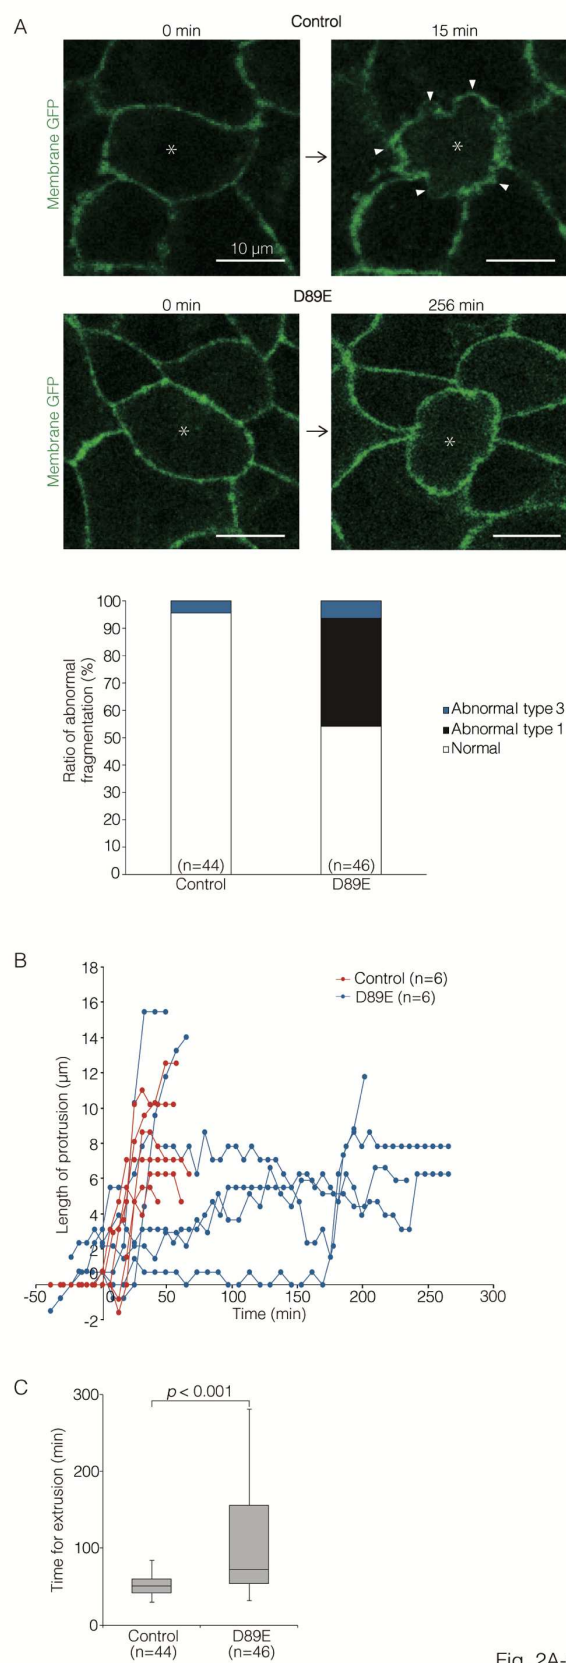 A
Control
0 min
15 min
Membrane GFP
*
*
10 µm
D89E
0 min
256 min
Membrane GFP
*
*
Ratio of abnormal
fragmentation (%)
100
90
80
70
60
50
40
30
20
10
0
(n=44)
(n=46)
Control
D89E
Abnormal type 3
Abnormal type 1
Normal
B
Length of protrusion (µm)
18
16
14
12
10
8
6
4
2
0
-2
Control (n=6)
D89E (n=6)
-50
0
50
100
150
200
250
300
Time (min)
C
Time for extrusion (min)
300
200
100
0
p < 0.001
Control
(n=44)
D89E
(n=46)
Fig. 2A-